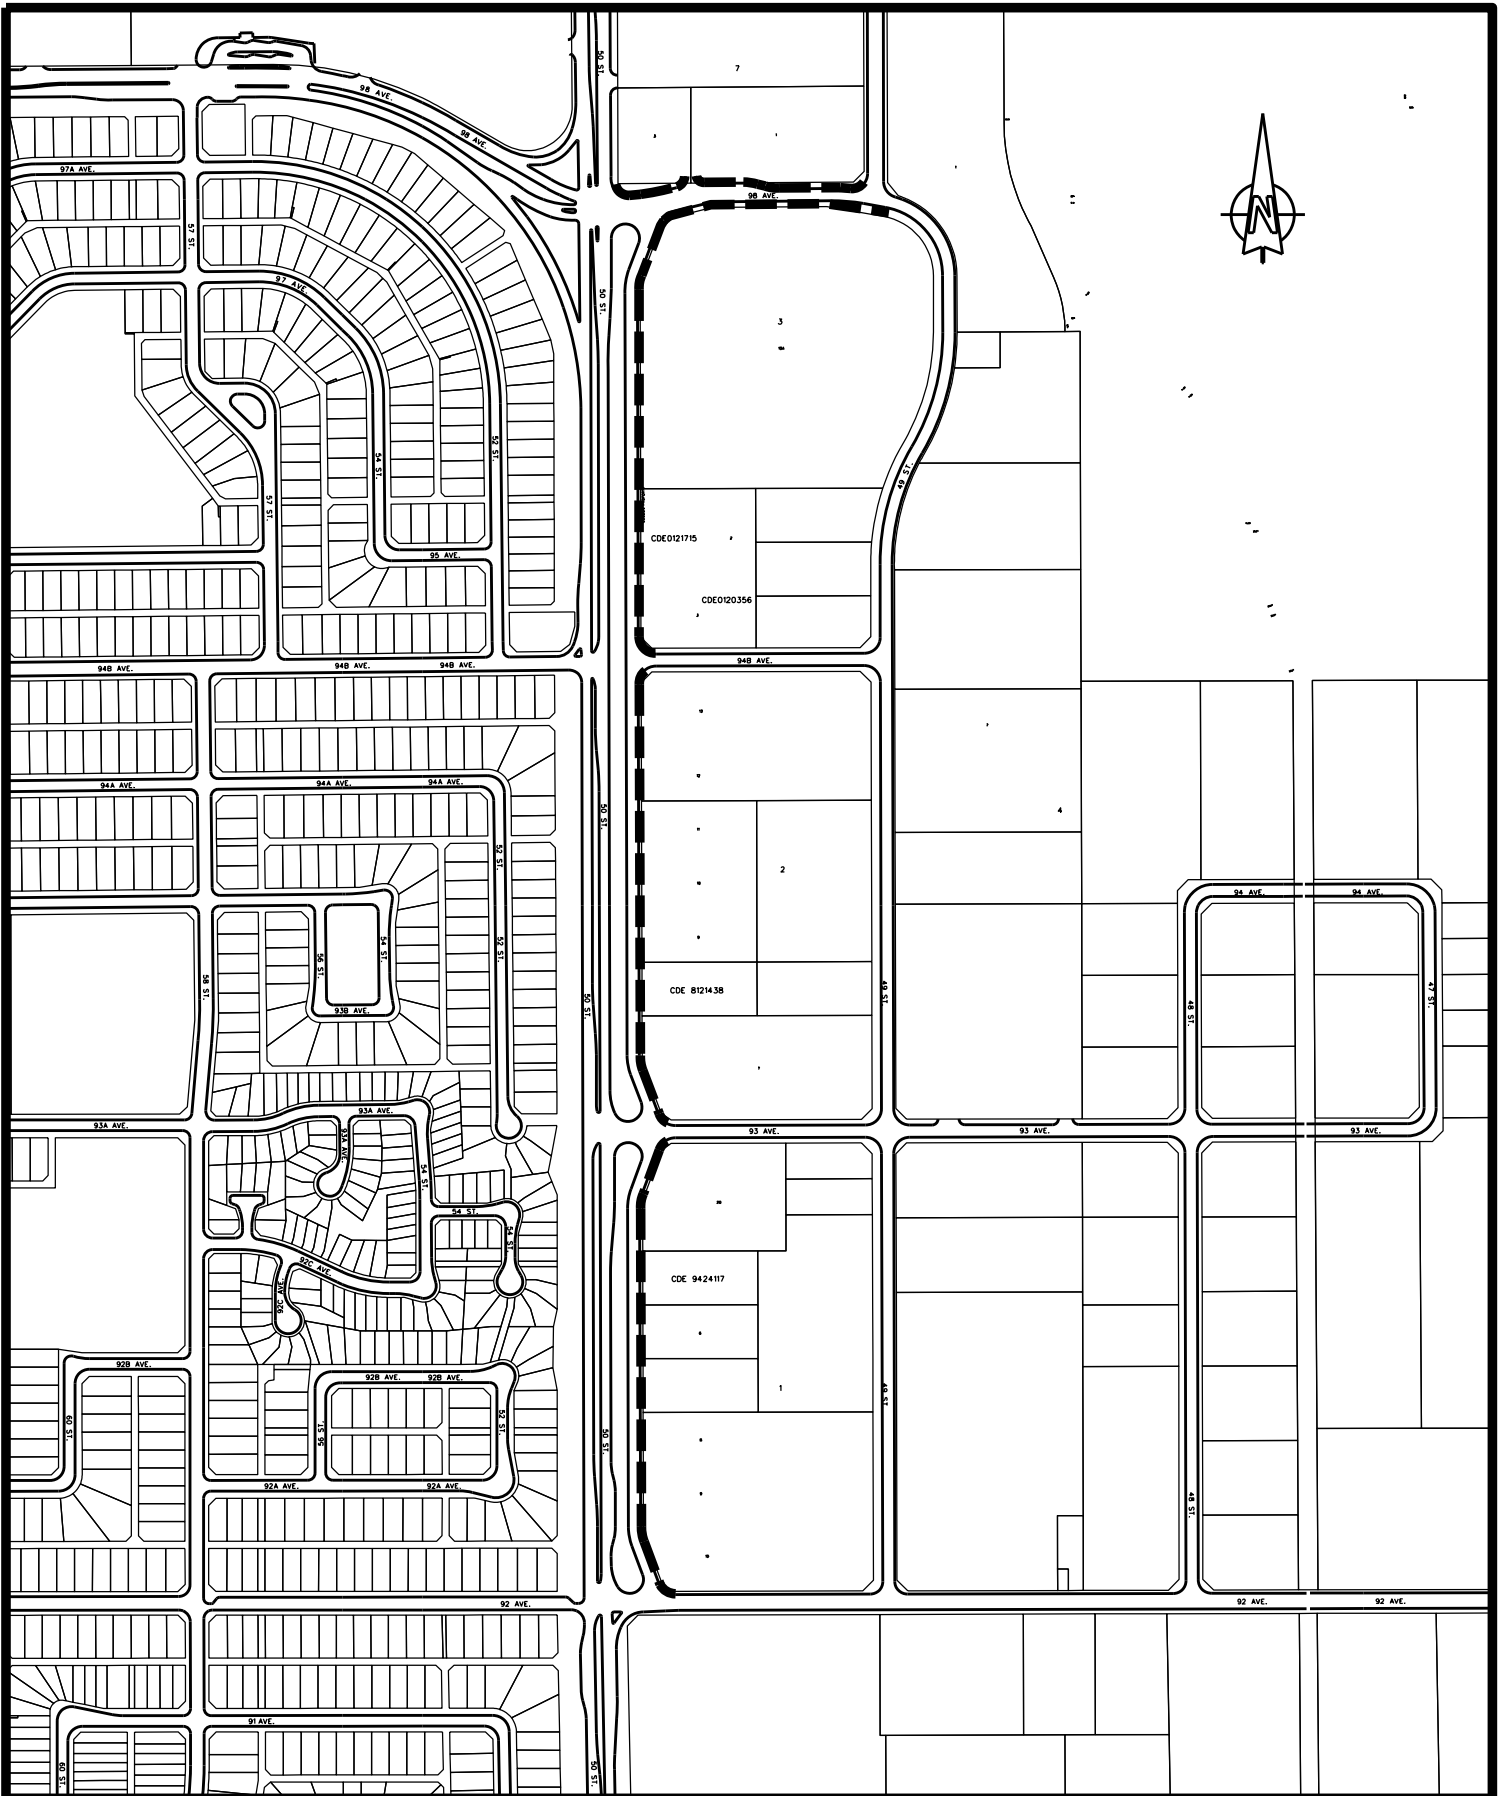 50 ST.
7
98 AVE.
98 AVE.
97A AVE.
98 AVE.
57 ST.
N
97 AVE.
50 ST.
3
52 ST.
54 ST.
49 ST.
57 ST.
CDE0121715
95 AVE.
CDE0120356
94B AVE.
94B AVE.
94B AVE.
94B AVE.
94A AVE.
94A AVE.
94A AVE.
50 ST.
4
52 ST.
2
94 AVE.
94 AVE.
54 ST.
52 ST.
56 ST.
58 ST.
CDE 8121438
49 ST.
47 ST.
50 ST.
48 ST.
93B AVE.
93A AVE.
93A AVE.
93 AVE.
93 AVE.
93 AVE.
93A AVE.
54 ST.
54 ST.
54 ST.
92C AVE.
CDE 9424117
92C AVE.
92B AVE.
92B AVE.
92B AVE.
1
49 ST.
60 ST.
56 ST.
52 ST.
50 ST.
92A AVE.
92A AVE.
48 ST.
92 AVE.
92 AVE.
92 AVE.
91 AVE.
60 ST.
50 ST.